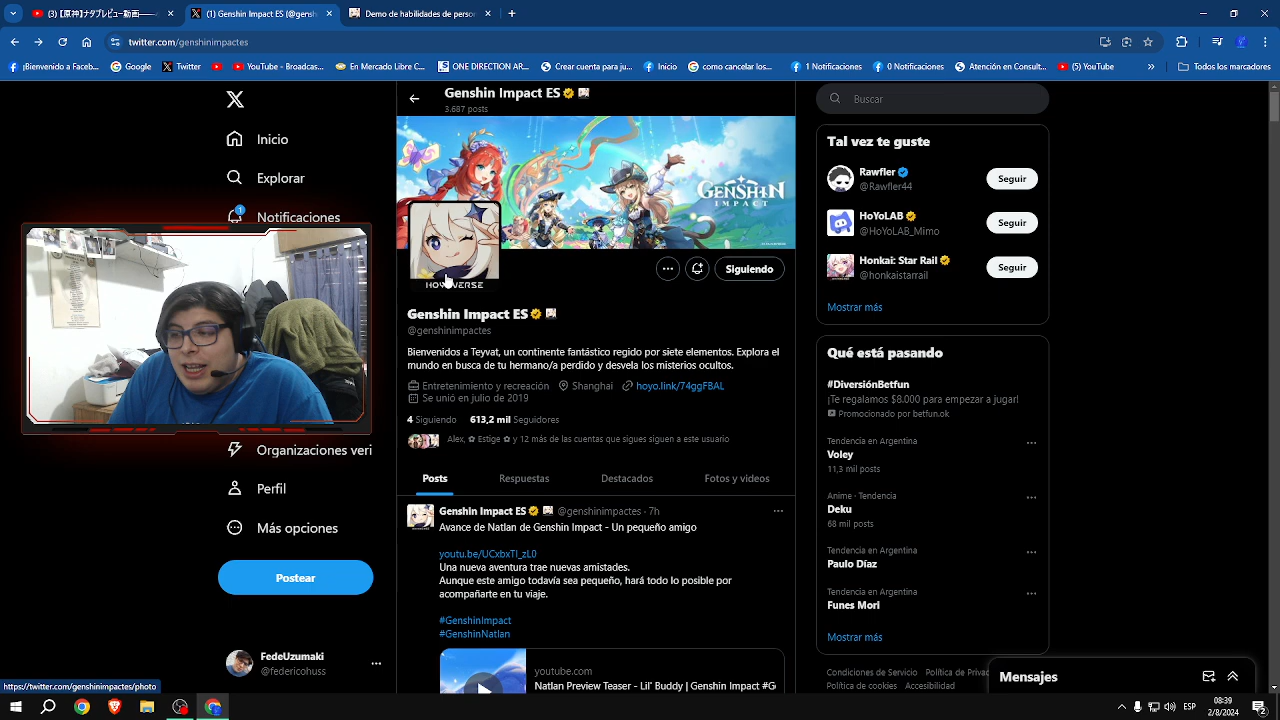 (3)【原神】ナプレビ・動
X (1) Genshin Impact ES (@gensh
Demo de habilidades de perso
twitter.com/genshinimpactes
¡Bienvenido a Faceb...
Google
Twitter
YouTube - Broadcas...
En Mercado Libre C...
ONE DIRECTION AR...
Crear cuenta para ju...
Inicio
como cancelar los...
1 Notificaciones
0 Notificaciones
Atención en Consult...
(5) YouTube
Todos los marcadores
Inicio
Explorar
1
Notificaciones
Organizaciones veri
Perfil
Más opciones
Postear
FedeUzumaki
@federicohuss
Genshin Impact ES
3.687 posts
GENSHIN
IMPACT
HOYOVERSE
Siguiendo
Genshin Impact ES
@genshinimpactes
Bienvenidos a Teyvat, un continente fantástico regido por siete elementos. Explora el
mundo en busca de tu hermano/a perdido y desvela los misterios ocultos.
Entretenimiento y recreación Shanghai hoyo.link/74ggFBAL
Se unió en julio de 2019
4 Siguiendo 613,2 mil Seguidores
Alex, ✿ Estige ✿ y 12 más de las cuentas que sigues siguen a este usuario
Posts Respuestas Destacados Fotos y videos
Genshin Impact ES @genshinimpactes · 7h
Avance de Natlan de Genshin Impact - Un pequeño amigo
youtu.be/UCxbxTI_zL0
Una nueva aventura trae nuevas amistades.
Aunque este amigo todavía sea pequeño, hará todo lo posible por
acompañarte en tu viaje.
#GenshinImpact
#GenshinNatlan
youtube.com
Natlan Preview Teaser - Lil' Buddy | Genshin Impact #G
Buscar
Tal vez te guste
Rawfler
@Rawfler44
Seguir
HoYoLAB
@HoYoLAB_Mimo
Seguir
Honkai: Star Rail
@honkaistarrail
Seguir
Mostrar más
Qué está pasando
#DiversiónBetfun
¡Te regalamos $8.000 para empezar a jugar!
Promocionado por betfun.ok
Tendencia en Argentina
Voley
11,3 mil posts
Anime · Tendencia
Deku
68 mil posts
Tendencia en Argentina
Paulo Díaz
Tendencia en Argentina
Funes Mori
Mostrar más
Condiciones de Servicio Política de Privac
Política de cookies Accesibilidad
Mensajes
https://twitter.com/genshinimpactes/photo
ESP
08:39
2/8/2024